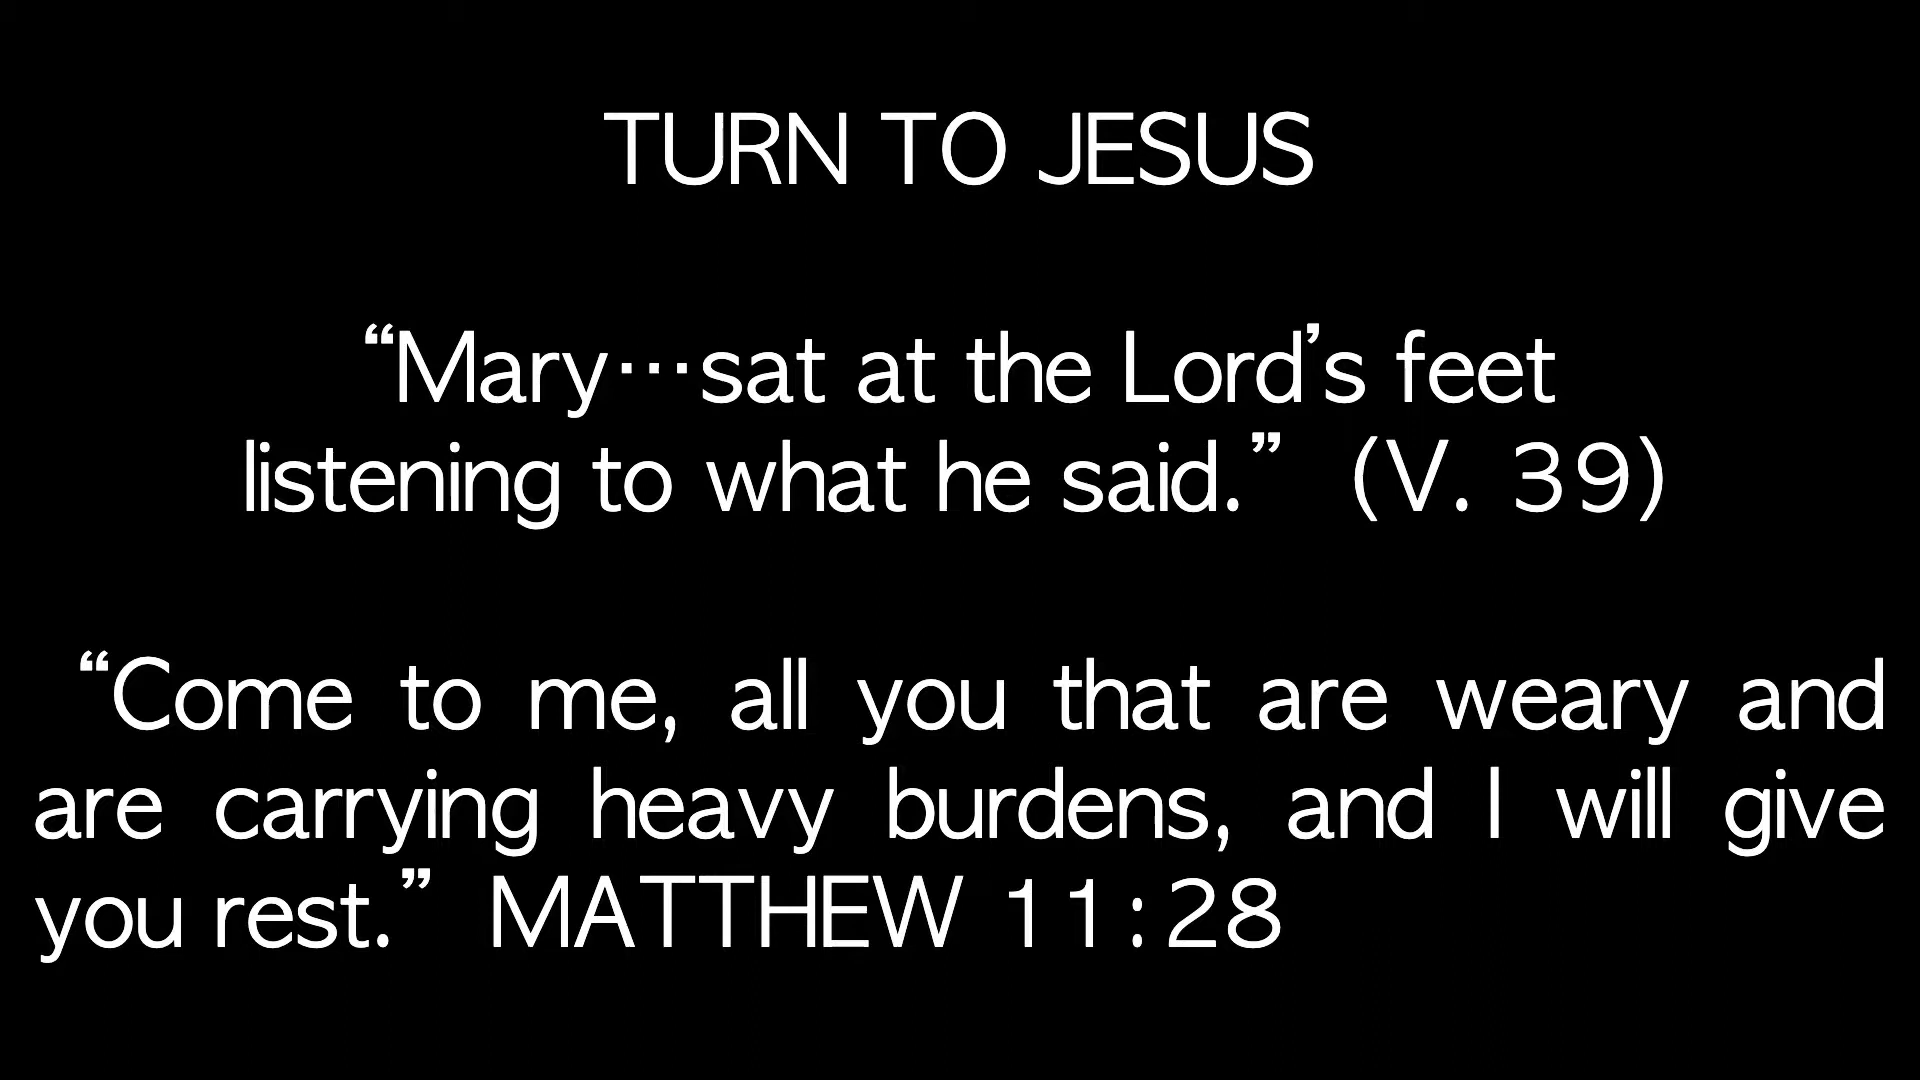 TURN TO JESUS
“Mary…sat at the Lord’s feet
listening to what he said.” (V. 39)
“Come to me, all you that are weary and
are carrying heavy burdens, and I will give
you rest.” MATTHEW 11:28